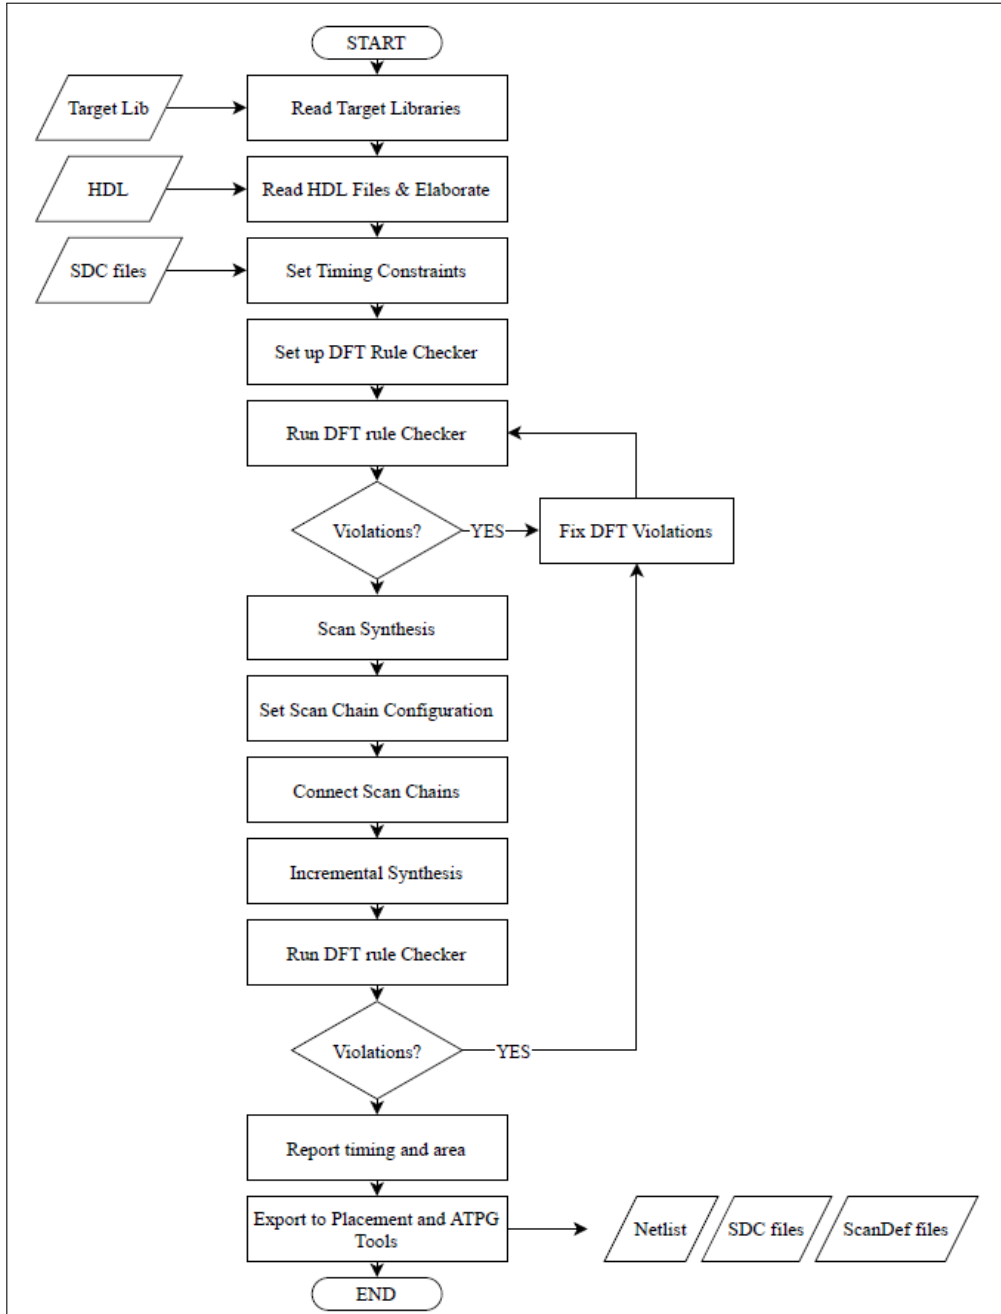 START
Target Lib
Read Target Libraries
HDL
Read HDL Files & Elaborate
SDC files
Set Timing Constraints
Set up DFT Rule Checker
Run DFT rule Checker
Violations?
YES
Fix DFT Violations
Scan Synthesis
Set Scan Chain Configuration
Connect Scan Chains
Incremental Synthesis
Run DFT rule Checker
Violations?
YES
Report timing and area
Export to Placement and ATPG
Tools
Netlist
SDC files
ScanDef files
END